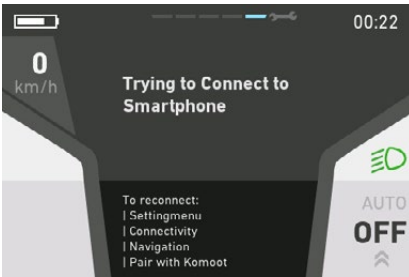 00:22
0
km/h
Trying to Connect to
Smartphone
To reconnect:
| Settingmenu
| Connectivity
| Navigation
| Pair with Komoot
AUTO
OFF